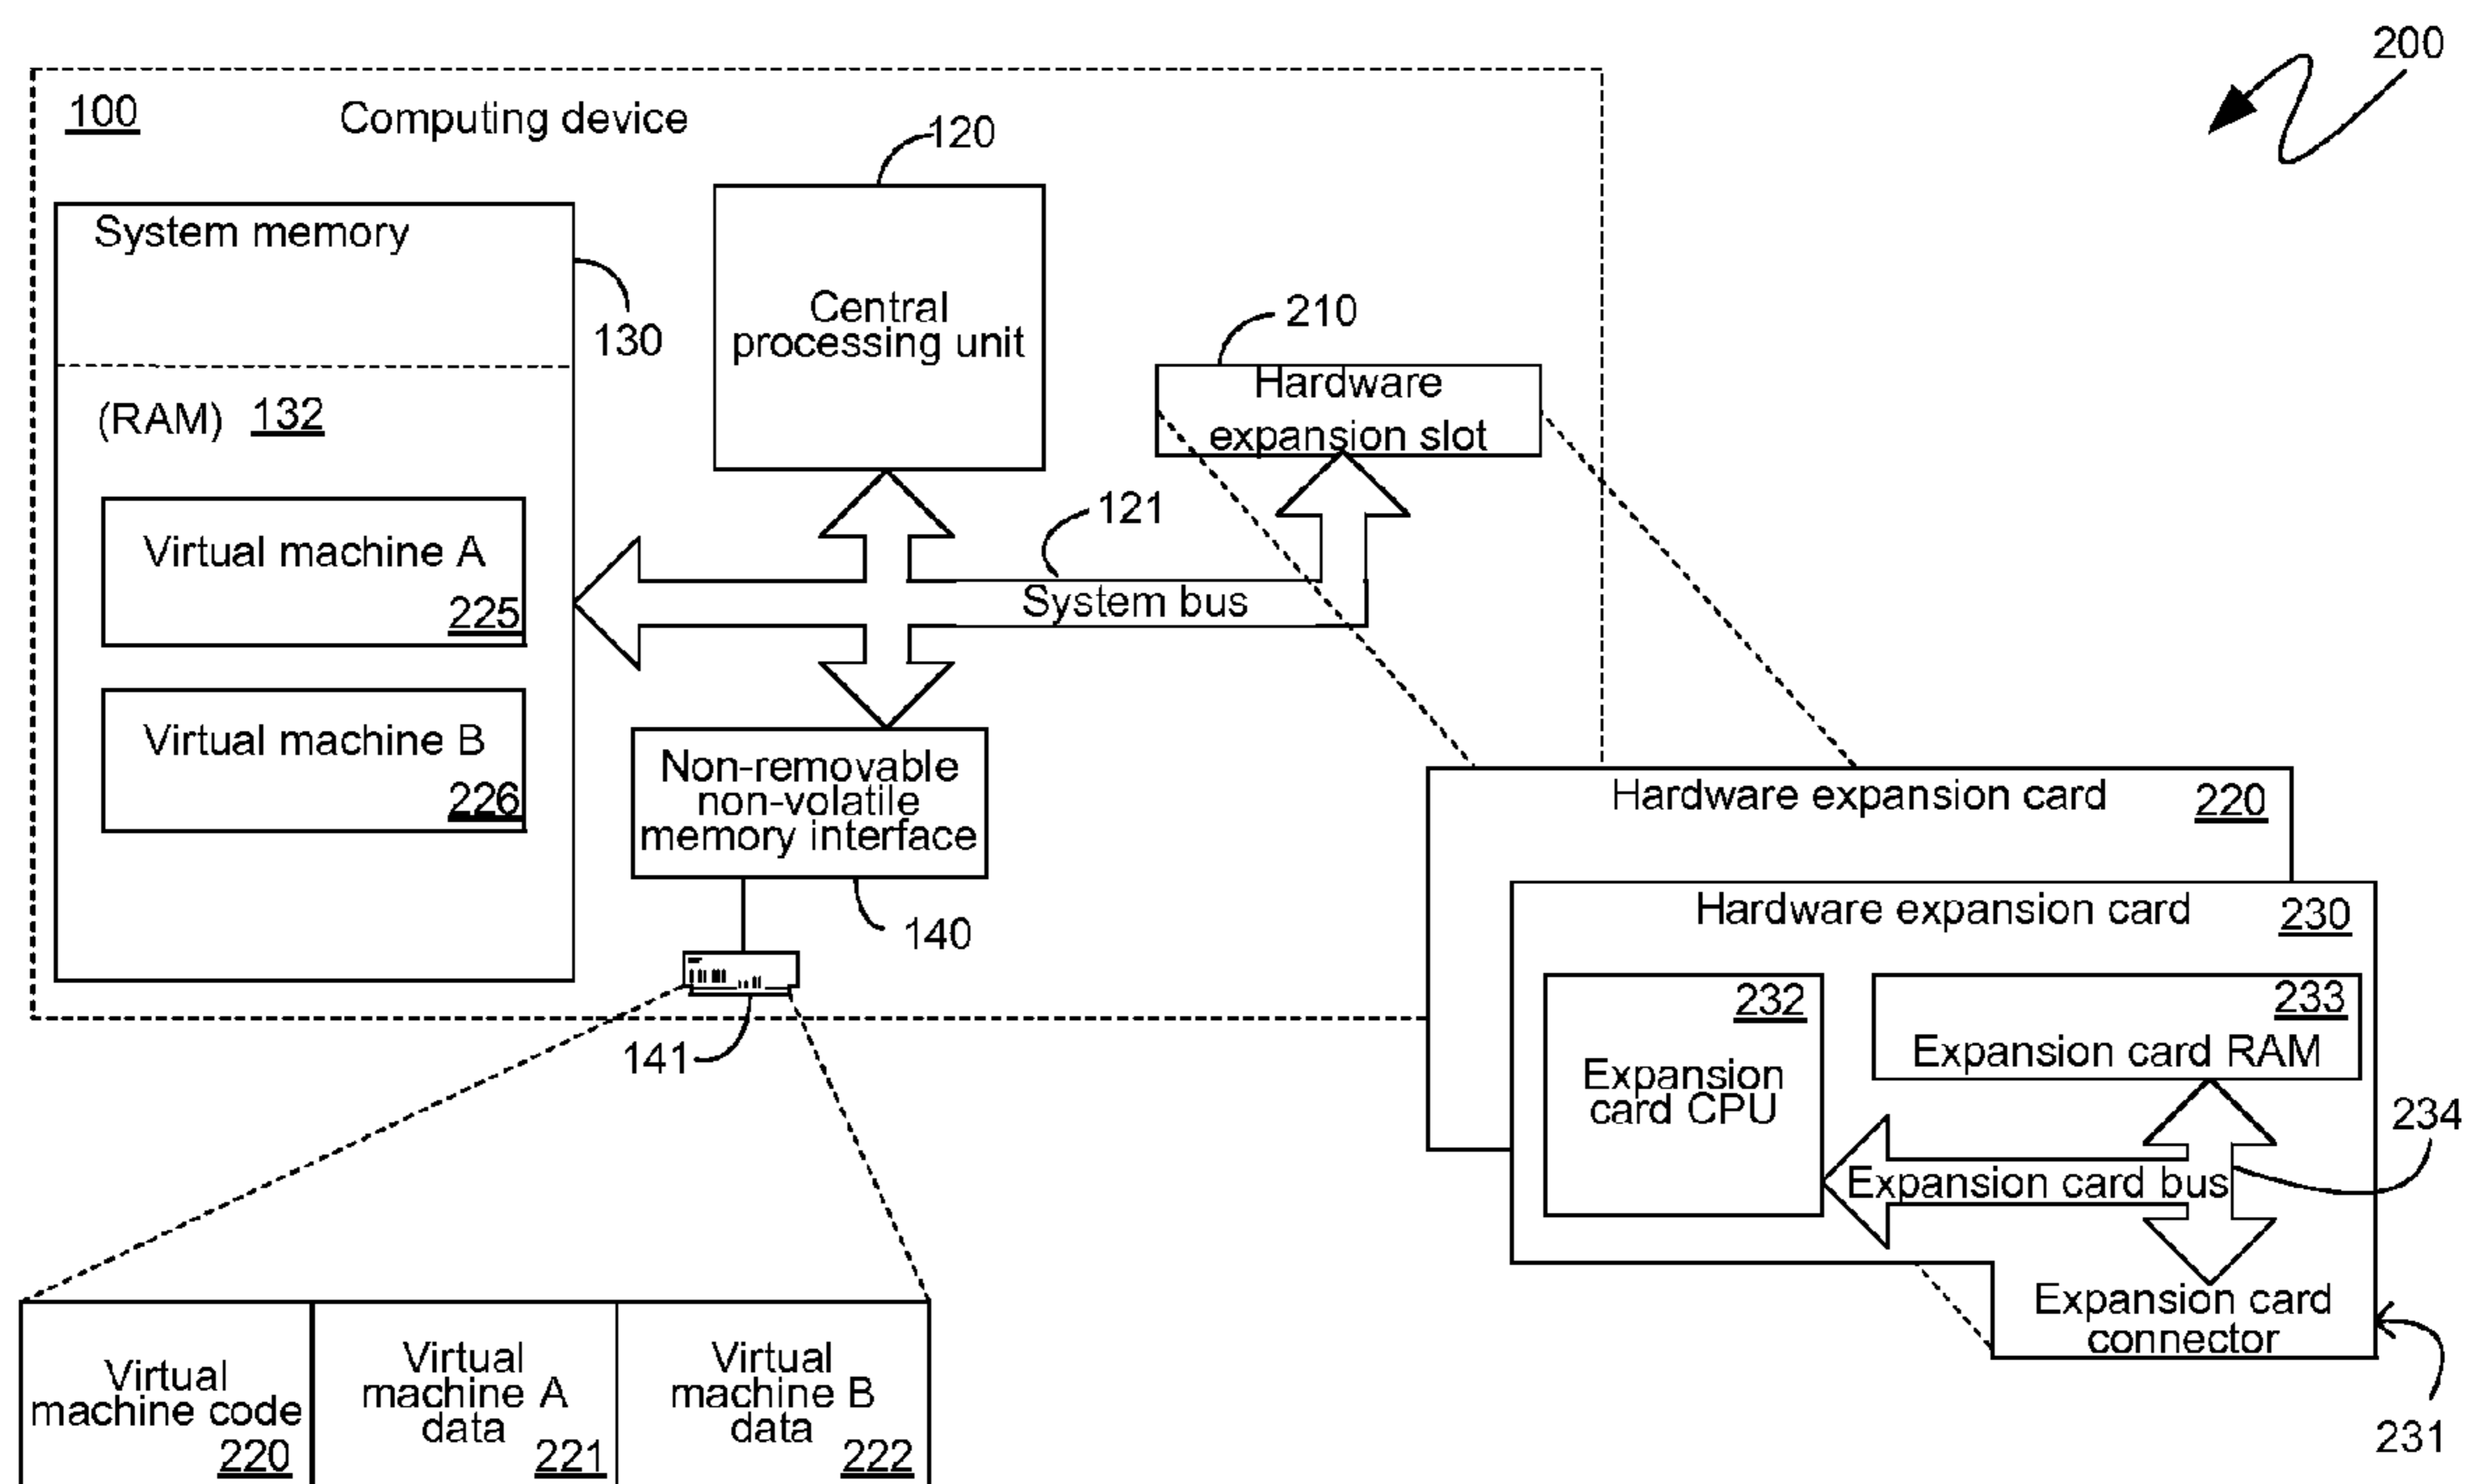 200
100
Computing device
120
System memory
130
Central
processing unit
210
Hardware
expansion slot
(RAM) 132
121
Virtual machine A
225
System bus
Virtual machine B
226
Non-removable
non-volatile
memory interface
140
141
Hardware expansion card 220
Hardware expansion card 230
232
Expansion
card CPU
233
Expansion card RAM
234
Expansion card bus
Expansion card
connector
231
Virtual
machine code
220
Virtual
machine A
data
221
Virtual
machine B
data
222